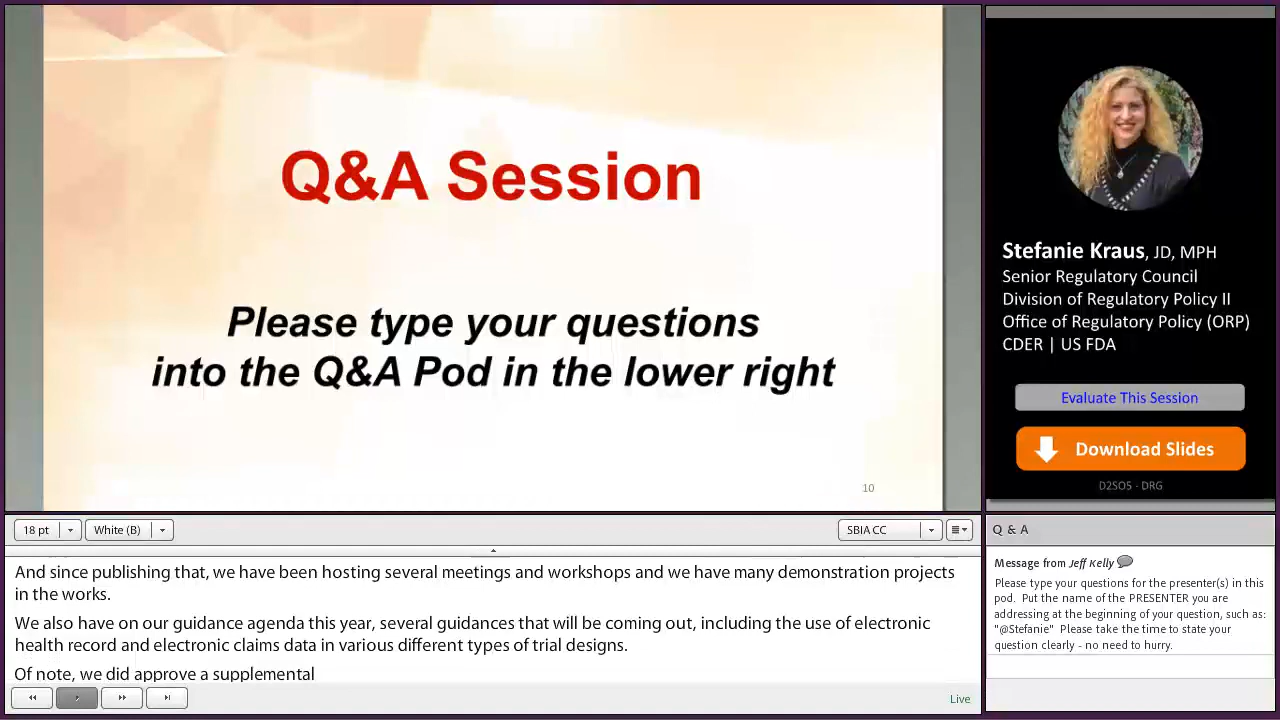 Q&A Session
Please type your questions
into the Q&A Pod in the lower right
10
Stefanie Kraus, JD, MPH
Senior Regulatory Council
Division of Regulatory Policy II
Office of Regulatory Policy (ORP)
CDER | US FDA
Evaluate This Session
Download Slides
D2SO5 - DRG
18 pt
White (B)
SBIA CC
And since publishing that, we have been hosting several meetings and workshops and we have many demonstration projects
in the works.
We also have on our guidance agenda this year, several guidances that will be coming out, including the use of electronic
health record and electronic claims data in various different types of trial designs.
Of note, we did approve a supplemental
Live
Q & A
Message from Jeff Kelly
Please type your questions for the presenter(s) in this
pod. Put the name of the PRESENTER you are
addressing at the beginning of your question, such as:
"@Stefanie" Please take the time to state your
question clearly - no need to hurry.